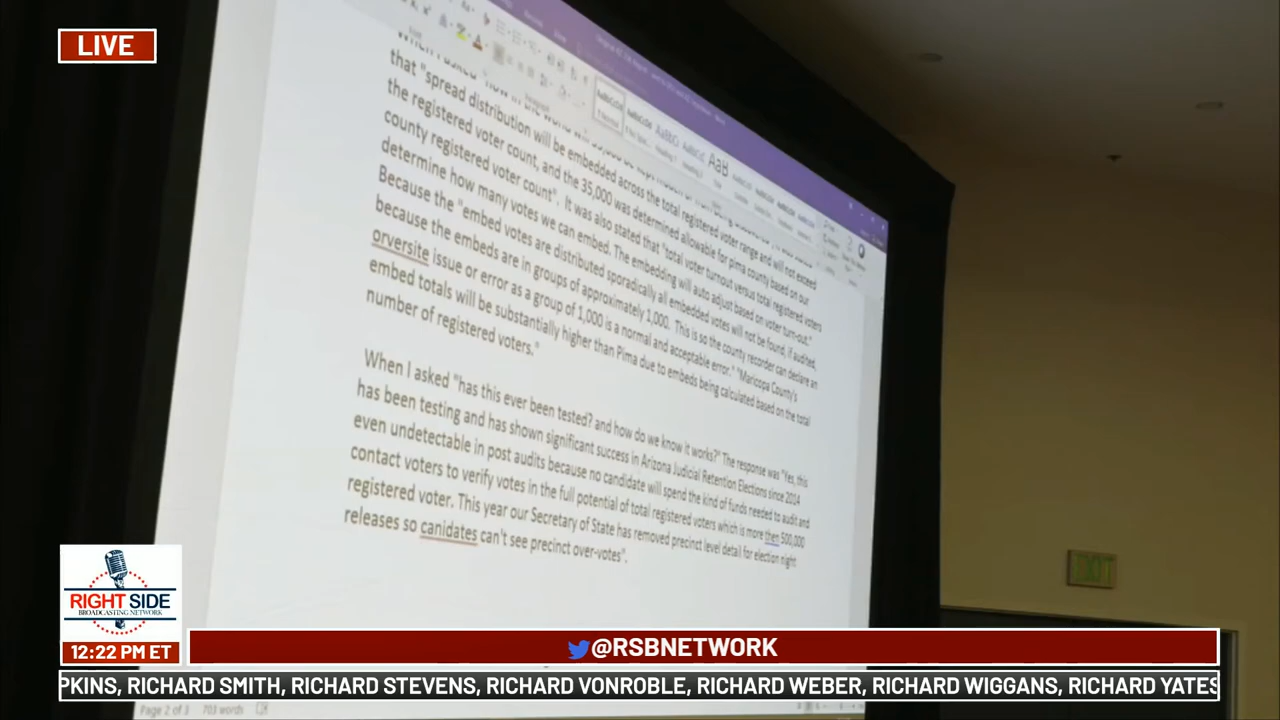 LIVE
that "spread distribution will be embedded across the total registered voter range and will not exceed
the registered voter count, and the 35,000 was determined allowable for pima county based on our
county registered voter count". It was also stated that "total voter turnout versus total registered voters
determine how many votes we can embed. The embedding will auto adjust based on voter turn-out."
Because the "embed votes are distributed sporadically all embedded votes will not be found, if audited,
because the embeds are in groups of approximately 1,000. This is so the county recorder can declare an
orversite issue or error as a group of 1,000 is a normal and acceptable error." "Maricopa County's
embed totals will be substantially higher than Pima due to embeds being calculated based on the total
number of registered voters."
When I asked "has this ever been tested? and how do we know it works?" The response was "Yes, this
has been testing and has shown significant success in Arizona Judicial Retention Elections since 2014
even undetectable in post audits because no candidate will spend the kind of funds needed to audit and
contact voters to verify votes in the full potential of total registered voters which is more then 500,000
registered voter. This year our Secretary of State has removed precinct level detail for election night
releases so canidates can't see precinct over-votes".
EXIT
RIGHT SIDE
BROADCASTING NETWORK
12:22 PM ET
@RSBNETWORK
PKINS, RICHARD SMITH, RICHARD STEVENS, RICHARD VONROBLE, RICHARD WEBER, RICHARD WIGGANS, RICHARD YATES
Page 2 of 3 703 words